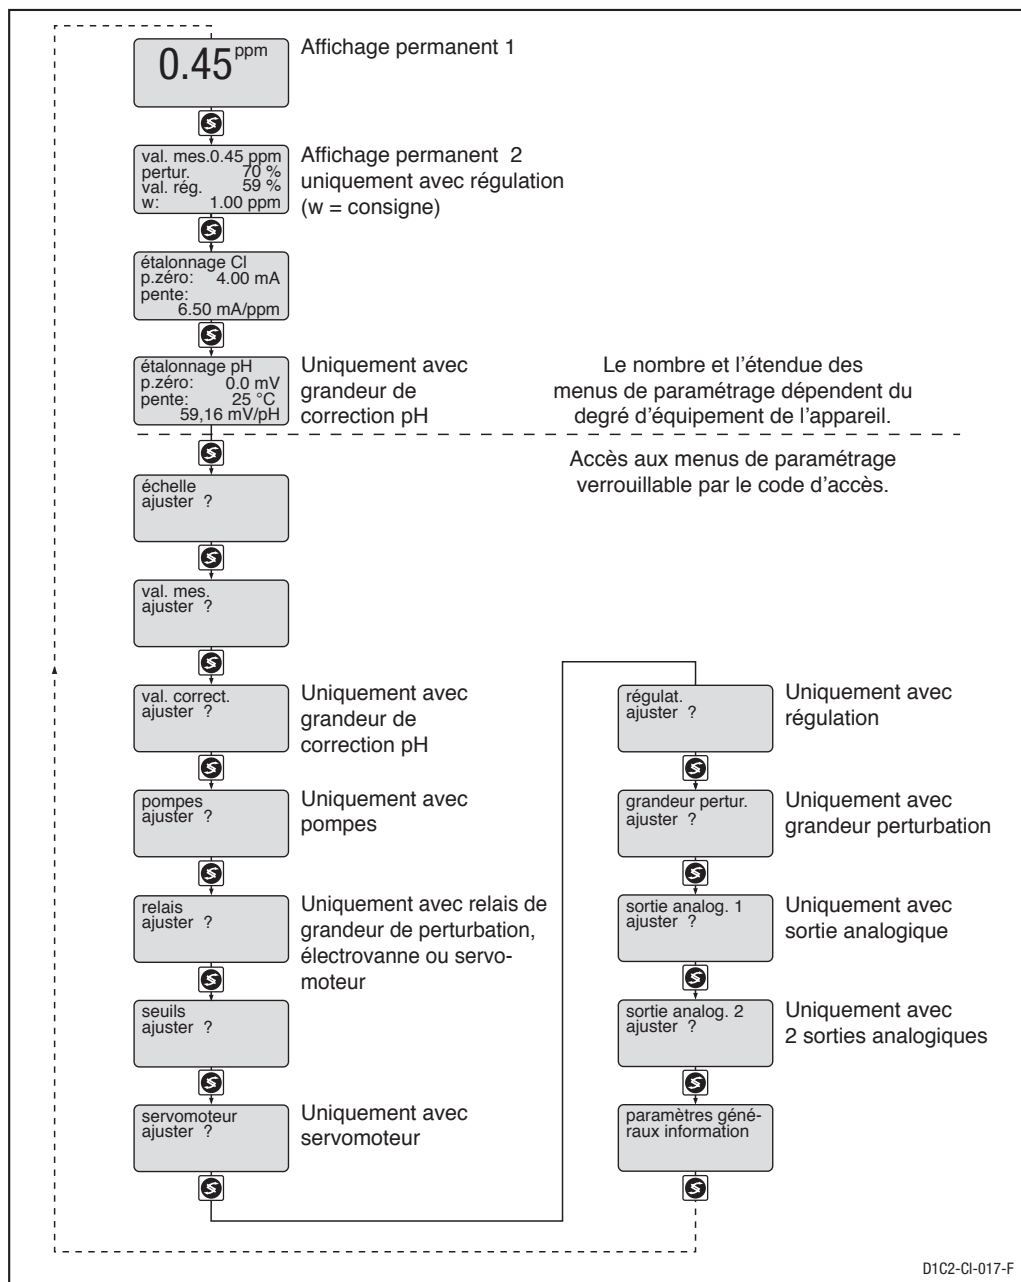 0.45 ppm
Affichage permanent 1
val. mes.0.45 ppm
pertur. 70 %
val. rég. 59 %
w: 1.00 ppm
Affichage permanent 2
uniquement avec régulation
(w = consigne)
étalonnage Cl
p.zéro: 4.00 mA
pente:
6.50 mA/ppm
étalonnage pH
p.zéro: 0.0 mV
pente: 25 °C
59,16 mV/pH
Uniquement avec
grandeur de
correction pH
Le nombre et l'étendue des
menus de paramétrage dépendent du
degré d'équipement de l'appareil.
Accès aux menus de paramétrage
verrouillable par le code d'accès.
échelle
ajuster ?
val. mes.
ajuster ?
val. correct.
ajuster ?
Uniquement avec
grandeur de
correction pH
pompes
ajuster ?
Uniquement avec
pompes
relais
ajuster ?
Uniquement avec relais de
grandeur de perturbation,
électrovanne ou servo-
moteur
seuils
ajuster ?
servomoteur
ajuster ?
Uniquement avec
servomoteur
régulat.
ajuster ?
Uniquement avec
régulation
grandeur pertur.
ajuster ?
Uniquement avec
grandeur perturbation
sortie analog. 1
ajuster ?
Uniquement avec
sortie analogique
sortie analog. 2
ajuster ?
Uniquement avec
2 sorties analogiques
paramètres géné-
raux information
D1C2-Cl-017-F